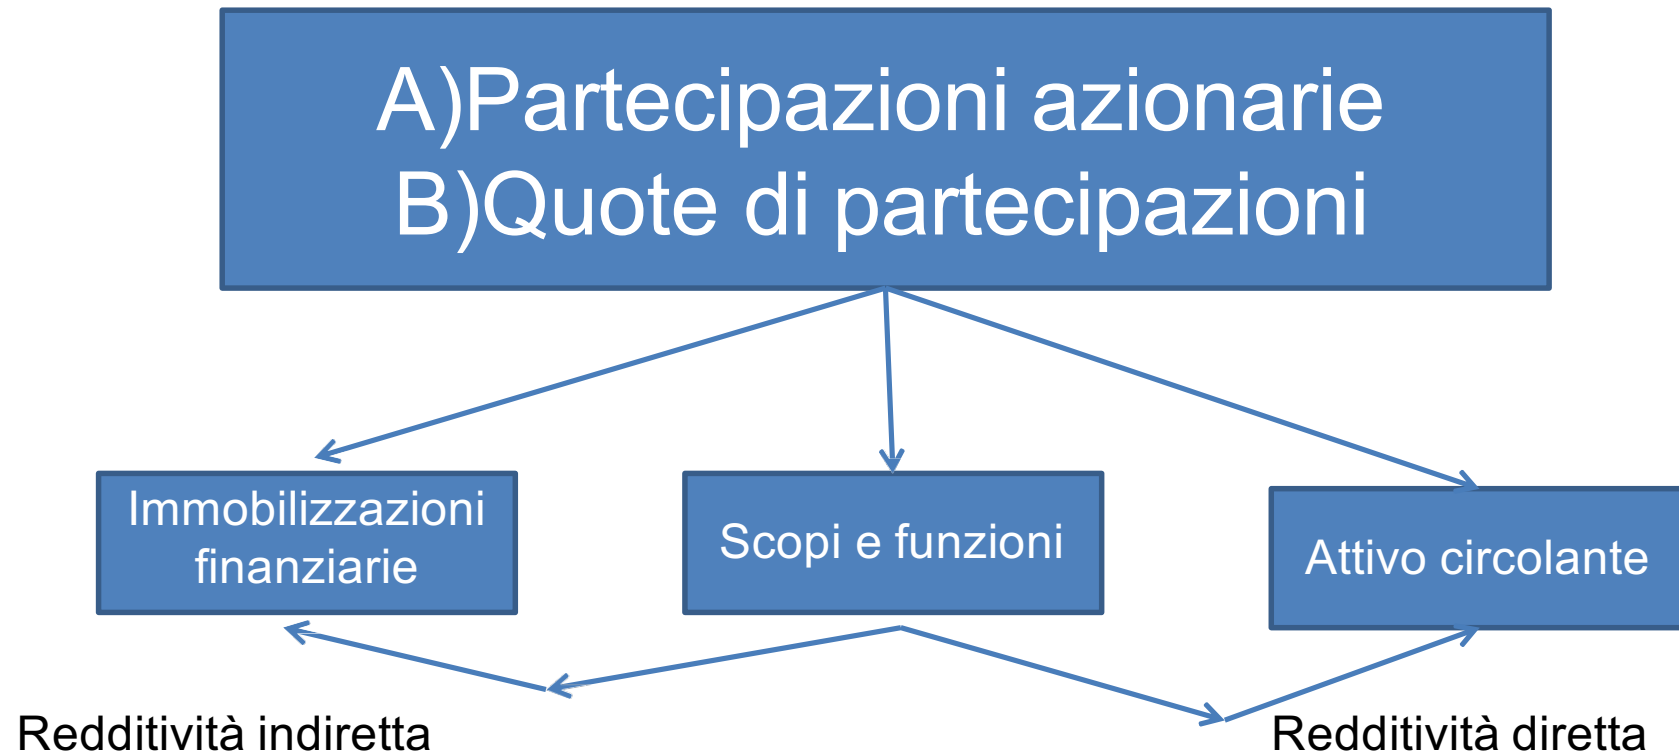 A)Partecipazioni azionarie
B)Quote di partecipazioni
Immobilizzazioni
finanziarie
Scopi e funzioni
Attivo circolante
Redditività indiretta
Redditività diretta